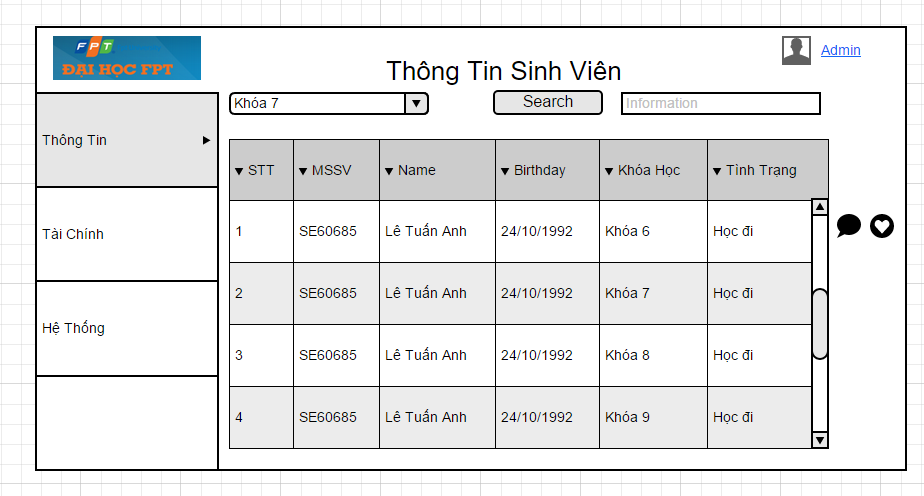 FPT
ĐẠI HỌC FPT
Thông Tin Sinh Viên
Admin
Khóa 7
Search
Information
Thông Tin
Tài Chính
Hệ Thống
STT MSSV Name Birthday Khóa Học Tình Trạng
1 SE60685 Lê Tuấn Anh 24/10/1992 Khóa 6 Học đi
2 SE60685 Lê Tuấn Anh 24/10/1992 Khóa 7 Học đi
3 SE60685 Lê Tuấn Anh 24/10/1992 Khóa 8 Học đi
4 SE60685 Lê Tuấn Anh 24/10/1992 Khóa 9 Học đi